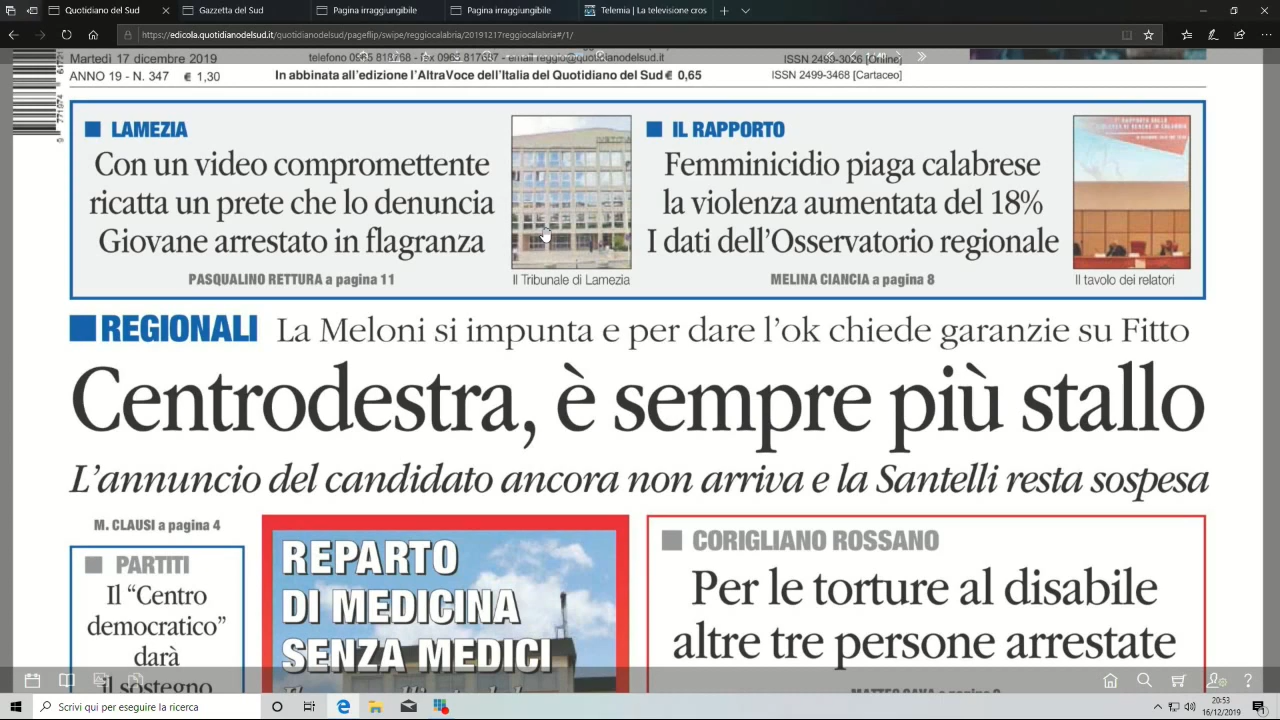 Quotidiano del Sud
Gazzetta del Sud
Pagina irraggiungibile
Pagina irraggiungibile
Telemia | La televisione cros
https://edicola.quotidianodelsud.it/quotidianodelsud/pageflip/swipe/reggiocalabria/20191217reggiocalabria#/1/
Martedì 17 dicembre 2019
ANNO 19 - N. 347 € 1,30
In abbinata all'edizione l'AltraVoce dell'Italia del Quotidiano del Sud € 0,65
ISSN 2499-3026 [Online]
ISSN 2499-3468 [Cartaceo]
LAMEZIA
Con un video compromettente
ricatta un prete che lo denuncia
Giovane arrestato in flagranza
PASQUALINO RETTURA a pagina 11
Il Tribunale di Lamezia
IL RAPPORTO
Femminicidio piaga calabrese
la violenza aumentata del 18%
I dati dell'Osservatorio regionale
MELINA CIANCIA a pagina 8
Il tavolo dei relatori
REGIONALI La Meloni si impunta e per dare l'ok chiede garanzie su Fitto
Centrodestra, è sempre più stallo
L'annuncio del candidato ancora non arriva e la Santelli resta sospesa
M. CLAUSI a pagina 4
PARTITI
Il "Centro
democratico"
darà
il sostegno
REPARTO
DI MEDICINA
SENZA MEDICI
CORIGLIANO ROSSANO
Per le torture al disabile
altre tre persone arrestate
Scrivi qui per eseguire la ricerca
20:53
16/12/2019